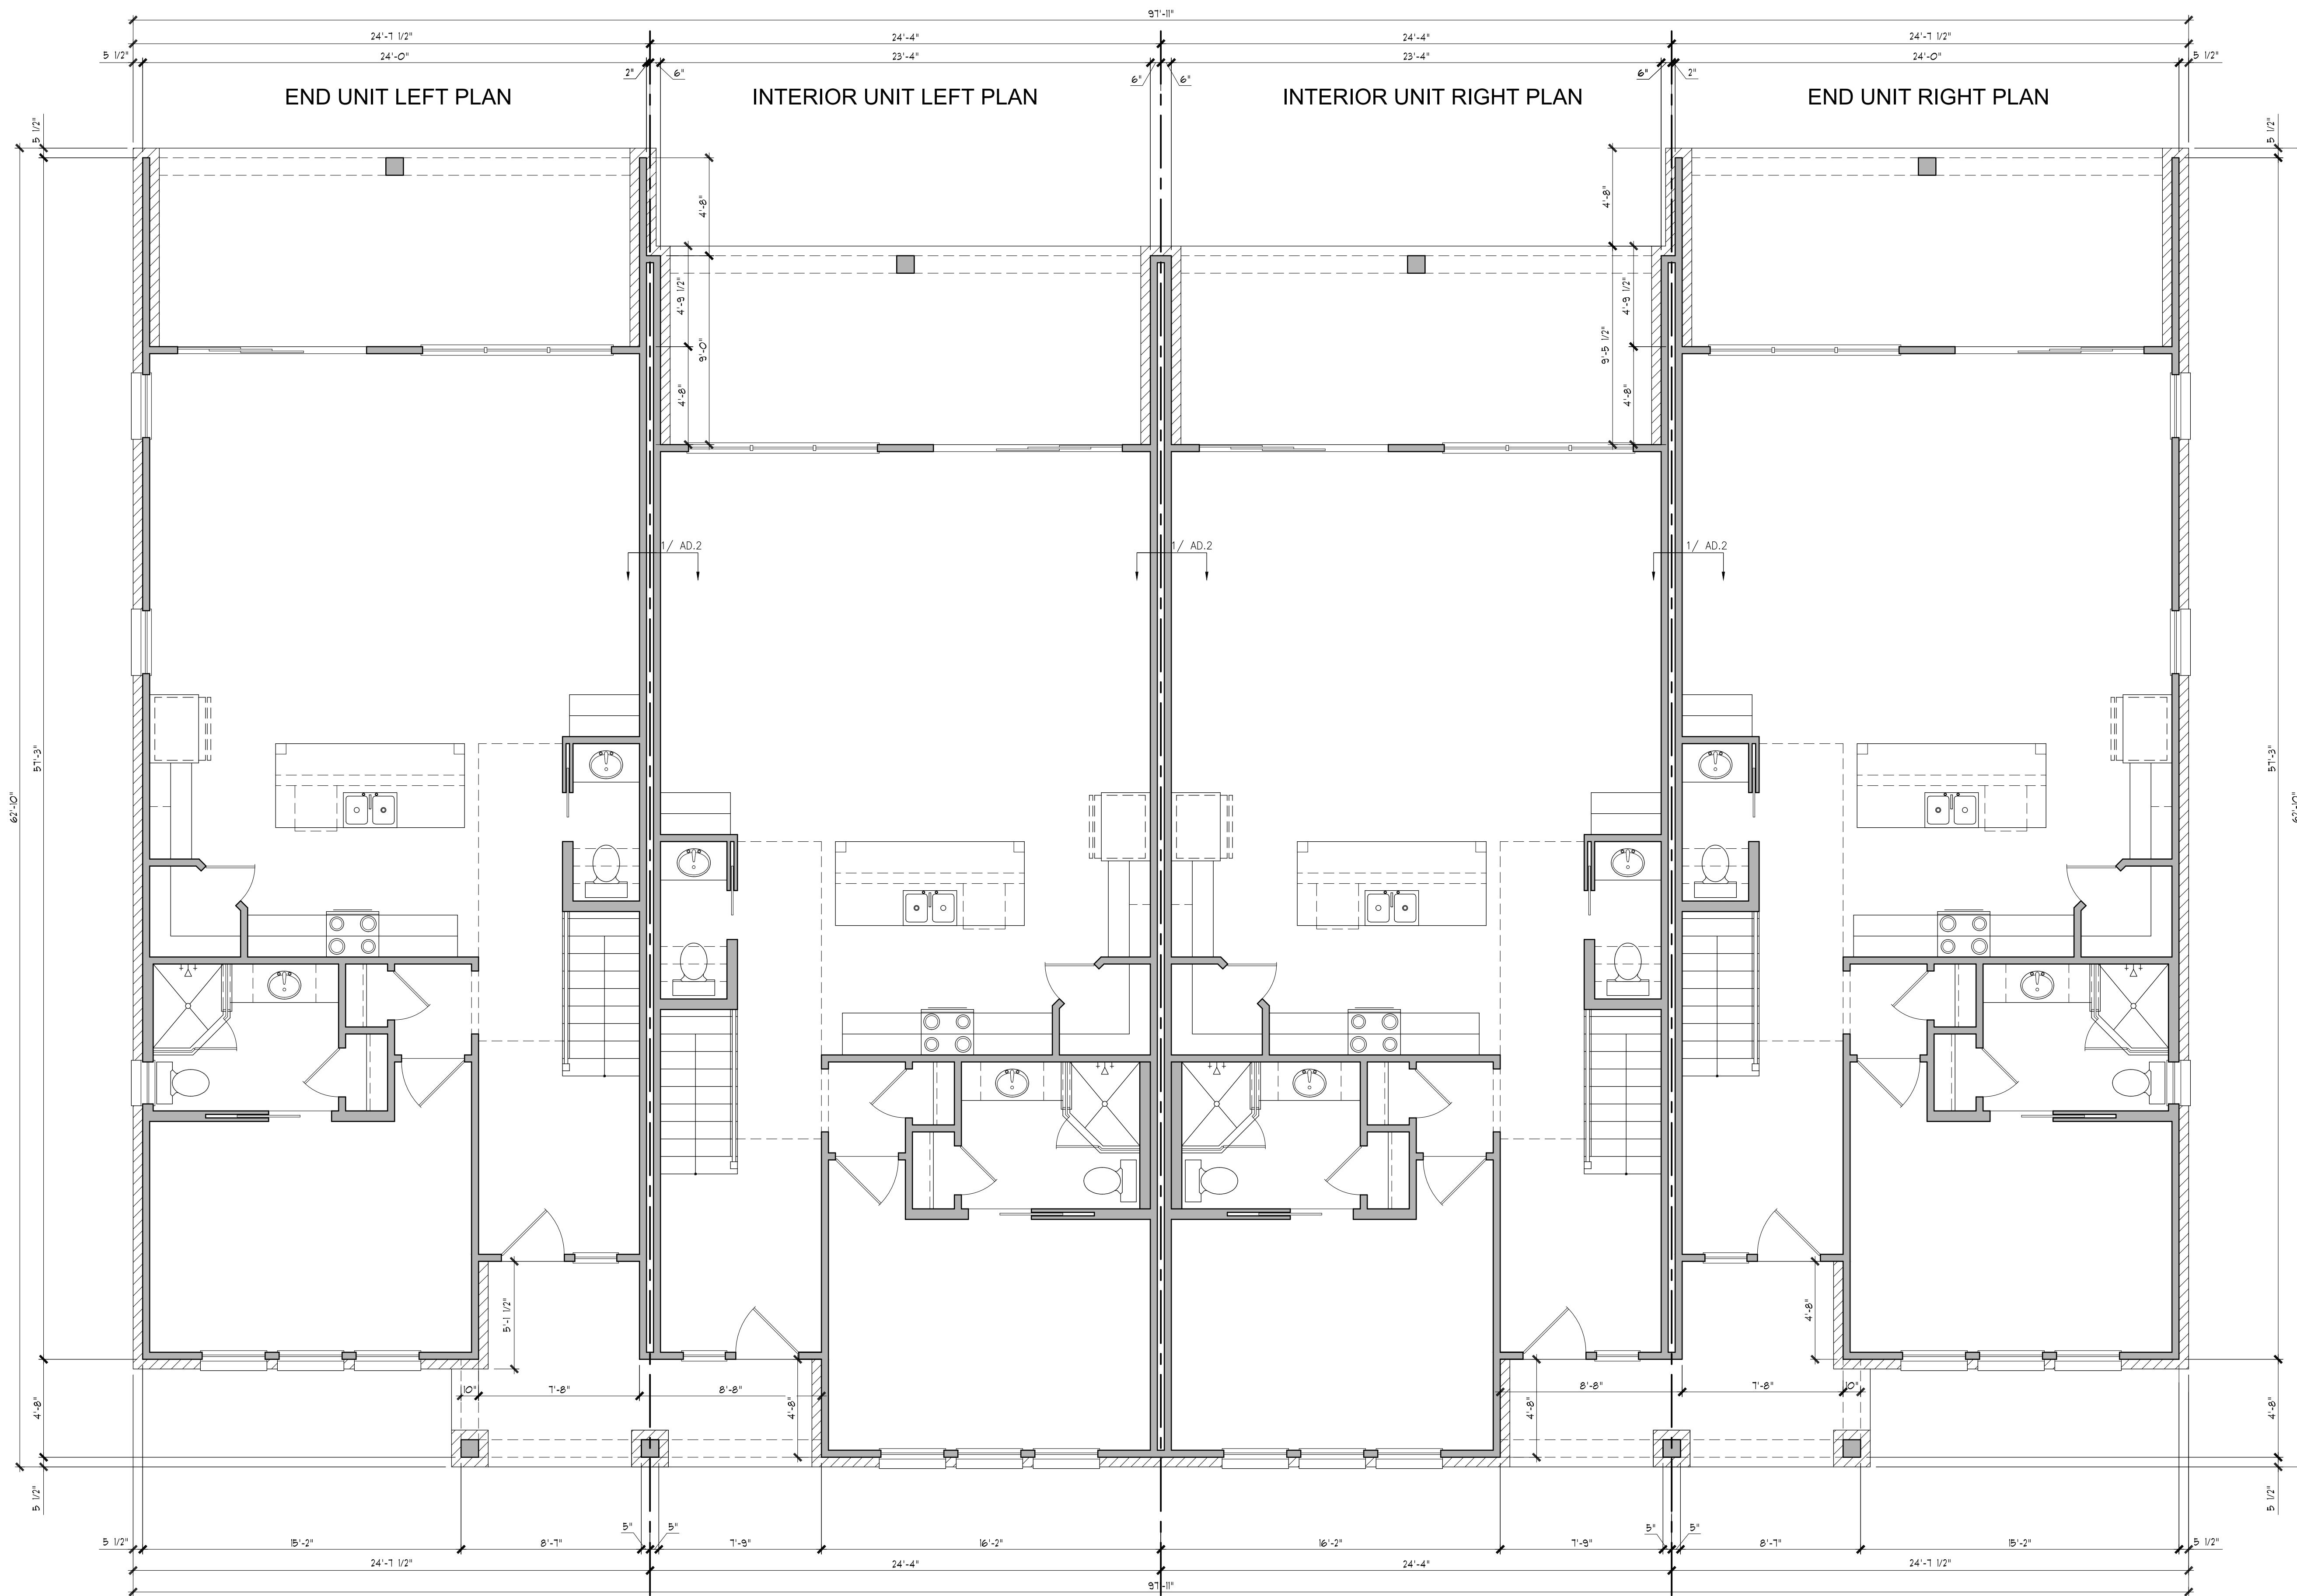 97'-11"
24'-7 1/2" 24'-4" 24'-4" 24'-7 1/2"
5 1/2" 24'-0" 23'-4" 23'-4" 24'-0" 5 1/2"
2" 6" 6" 6" 6" 2"
END UNIT LEFT PLAN INTERIOR UNIT LEFT PLAN INTERIOR UNIT RIGHT PLAN END UNIT RIGHT PLAN
5 1/2" 5 1/2"
4'-8" 4'-8"
4'-9 1/2" 4'-9 1/2"
9'-0" 9'-5 1/2"
4'-8" 4'-8"
1/ AD.2 1/ AD.2 1/ AD.2
57'-3" 57'-3"
62'-10" 62'-10"
5'-1 1/2" 4'-8"
10" 7'-8" 8'-8" 8'-8" 7'-8" 10"
4'-8" 4'-8" 4'-8" 4'-8"
5 1/2" 5 1/2"
5" 5" 5" 5"
5 1/2" 15'-2" 8'-7" 7'-9" 16'-2" 16'-2" 7'-9" 8'-7" 15'-2" 5 1/2"
24'-7 1/2" 24'-4" 24'-4" 24'-7 1/2"
97'-11"